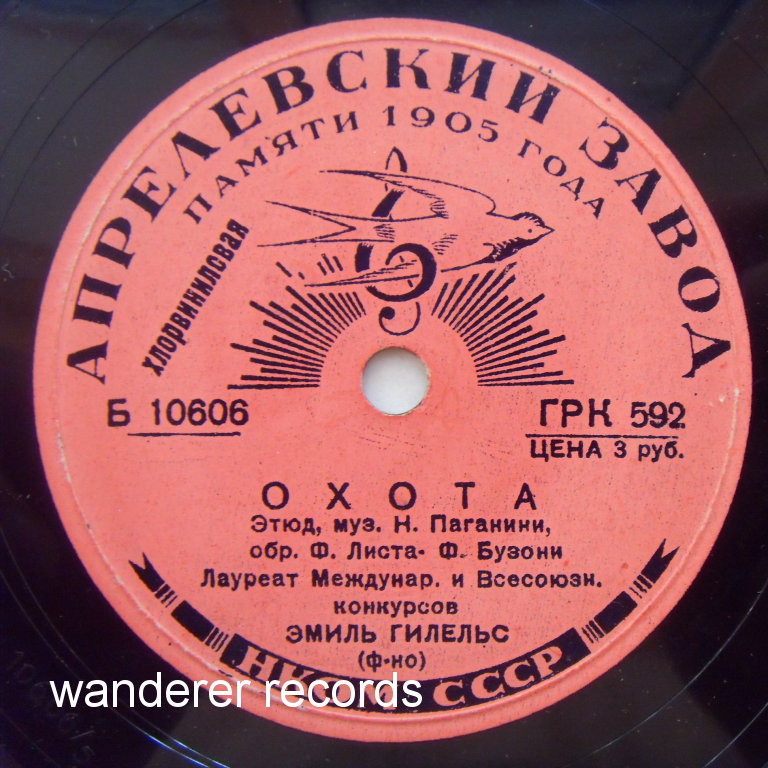 АПРЕЛЕВСКИЙ ЗАВОД
ПАМЯТИ 1905 ГОДА
хлорвиниловая
Б 10606
ГРК 592
ЦЕНА 3 руб.
ОХОТА
Этюд, муз. Н. Паганини,
обр. Ф. Листа- Ф. Бузони
Лауреат Междунар. и Всесоюзн.
конкурсов
ЭМИЛЬ ГИЛЕЛЬС
(ф-но)
СССР
wanderer records